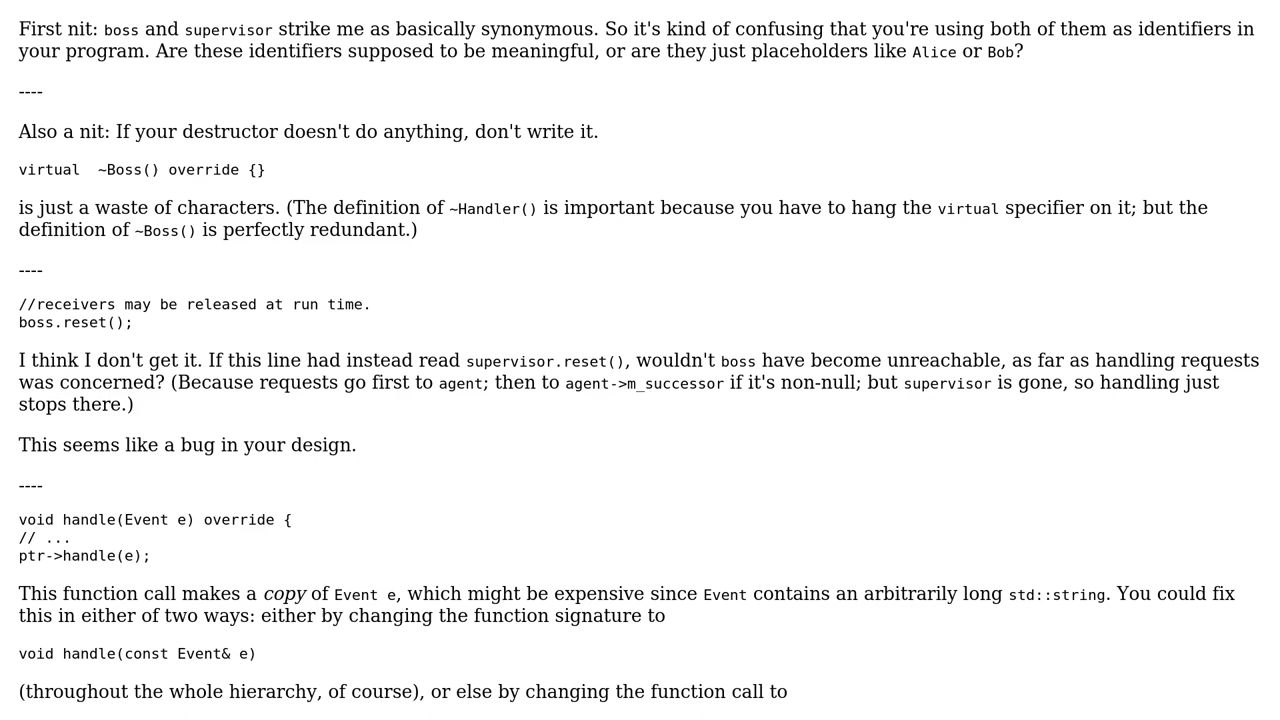 First nit: boss and supervisor strike me as basically synonymous. So it's kind of confusing that you're using both of them as identifiers in
your program. Are these identifiers supposed to be meaningful, or are they just placeholders like Alice or Bob?
----
Also a nit: If your destructor doesn't do anything, don't write it.
virtual  ~Boss() override {}
is just a waste of characters. (The definition of ~Handler() is important because you have to hang the virtual specifier on it; but the
definition of ~Boss() is perfectly redundant.)
----
//receivers may be released at run time.
boss.reset();
I think I don't get it. If this line had instead read supervisor.reset(), wouldn't boss have become unreachable, as far as handling requests
was concerned? (Because requests go first to agent; then to agent->m_successor if it's non-null; but supervisor is gone, so handling just
stops there.)
This seems like a bug in your design.
----
void handle(Event e) override {
// ...
ptr->handle(e);
This function call makes a copy of Event e, which might be expensive since Event contains an arbitrarily long std::string. You could fix
this in either of two ways: either by changing the function signature to
void handle(const Event& e)
(throughout the whole hierarchy, of course), or else by changing the function call to